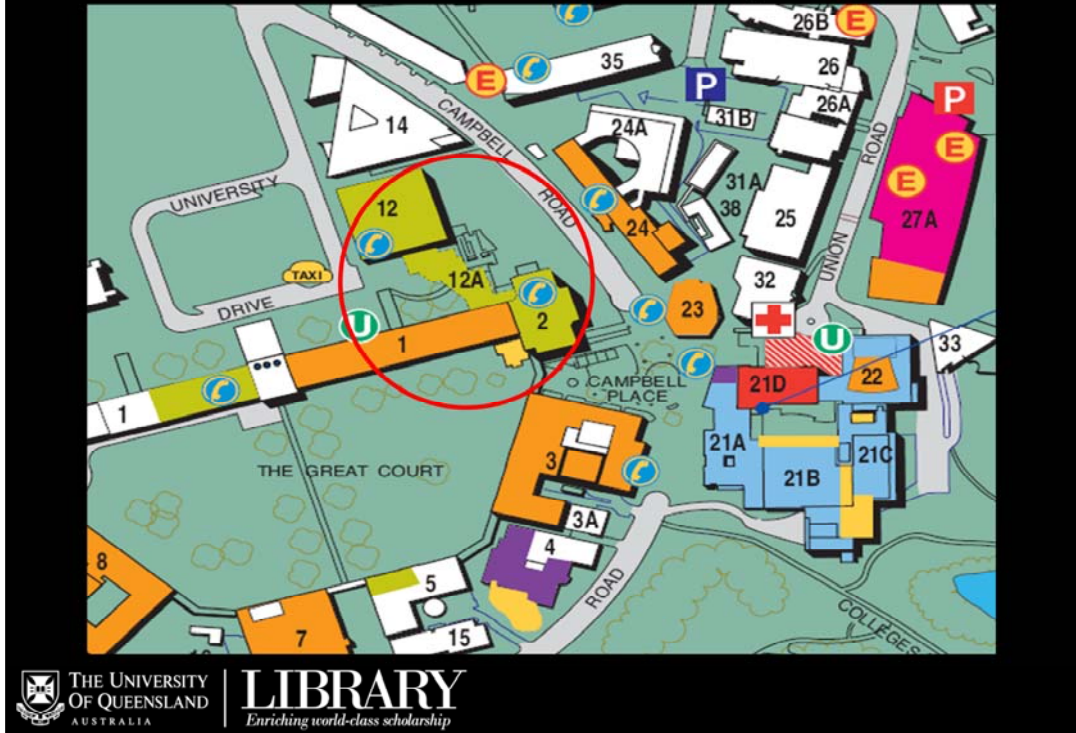 26B
E
35
26
E
P
P
26A
14
CAMPBELL
24A
31B
ROAD
E
E
31A
UNIVERSITY
12
ROAD
38
25
27A
24
UNION
TAXI
12A
32
DRIVE
2
23
U
1
U
33
CAMPBELL
PLACE
21D
22
1
21A
21C
THE GREAT COURT
3
21B
3A
4
8
5
ROAD
COLLEGES
7
15
THE UNIVERSITY
OF QUEENSLAND
AUSTRALIA
LIBRARY
Enriching world-class scholarship